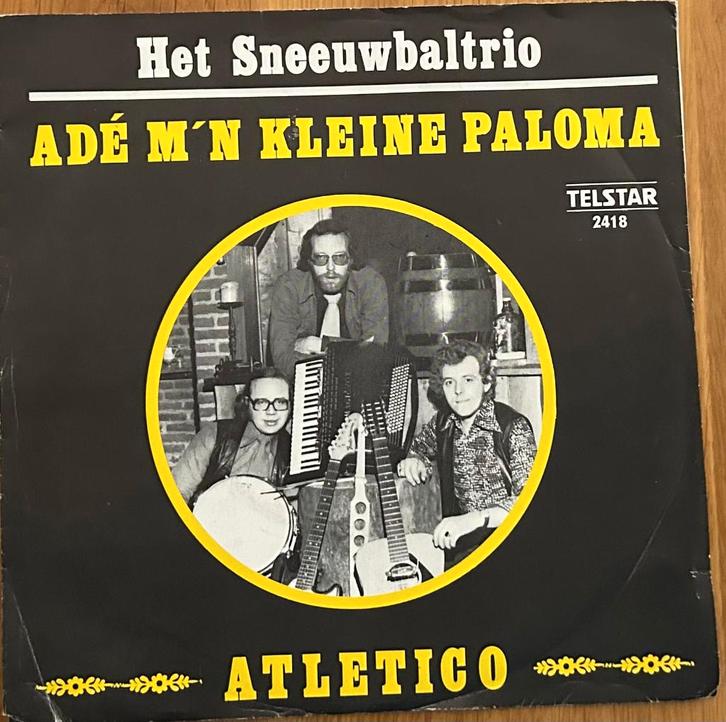 Het Sneeuwbaltrio
ADÉ M´N KLEINE PALOMA
TELSTAR
2418
ATLETICO